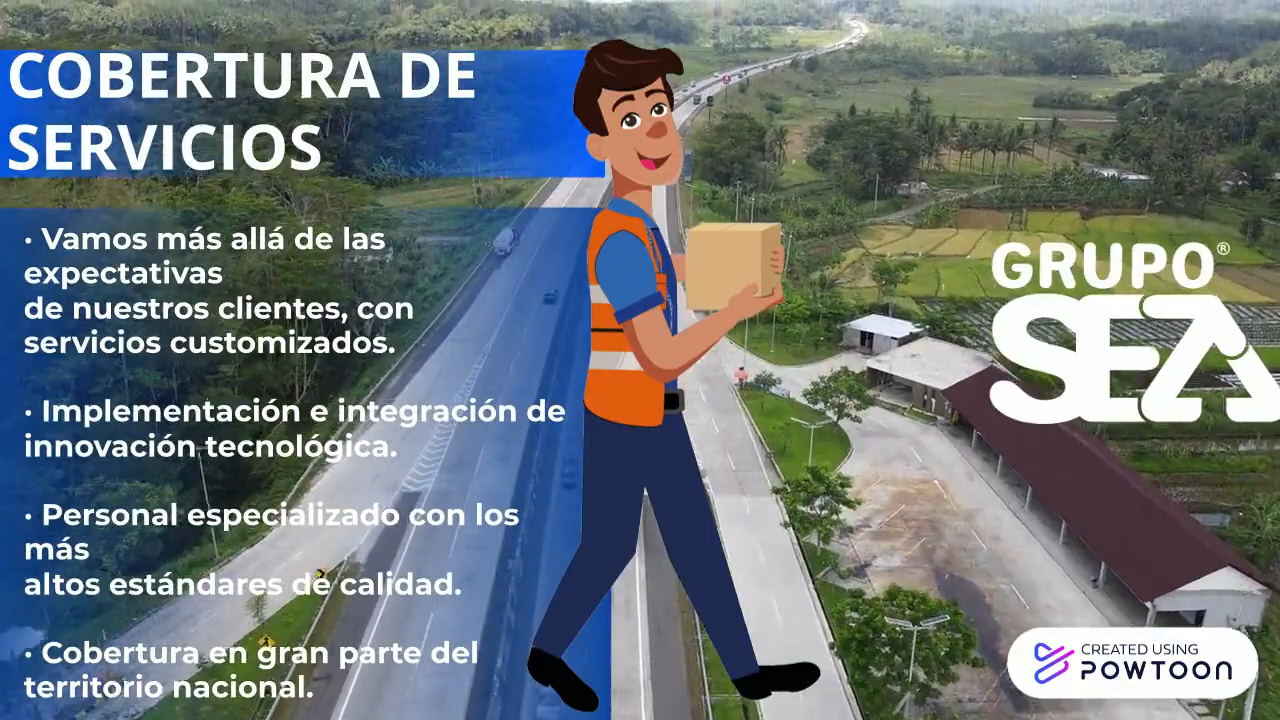 COBERTURA DE
SERVICIOS
· Vamos más allá de las
expectativas
de nuestros clientes, con
servicios customizados.
· Implementación e integración de
innovación tecnológica.
· Personal especializado con los
más
altos estándares de calidad.
· Cobertura en gran parte del
territorio nacional.
GRUPO®
SEA
CREATED USING
POWTOON